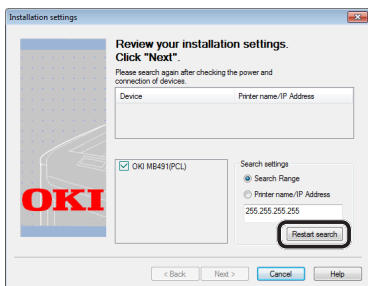 Installation settings
Review your installation settings.
Click "Next".
Please search again after checking the power and
connection of devices.
Device Printer name/IP Address
OKI MB491(PCL)
Search settings
Search Range
Printer name/IP Address
255.255.255.255
Restart search
OKI
< Back Next > Cancel Help